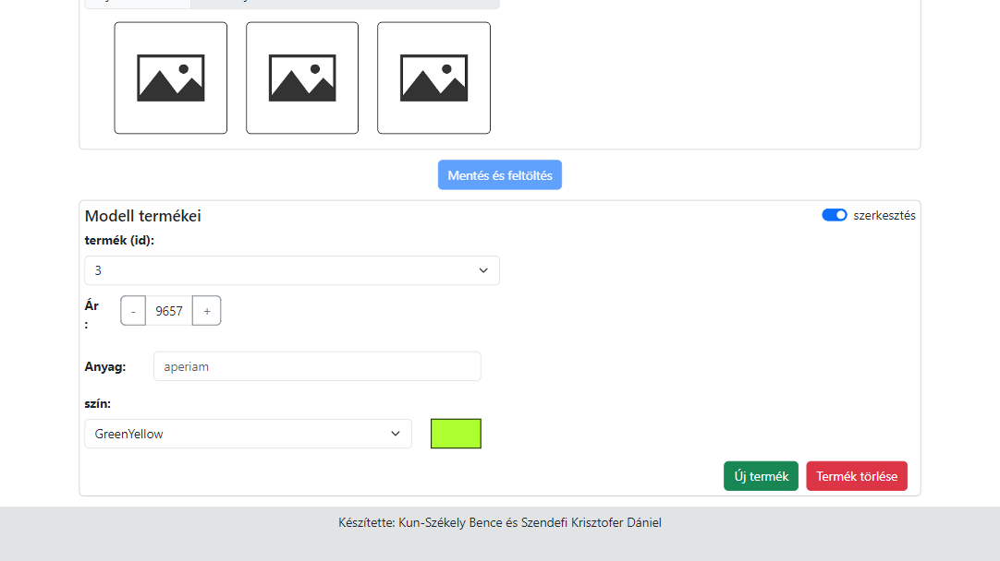 Mentés és feltöltés
Modell termékei
szerkesztés
termék (id):
3
Ár
:
- 9657 +
Anyag:
aperiam
szín:
GreenYellow
Új termék
Termék törlése
Készítette: Kun-Székely Bence és Szendefi Krisztofer Dániel